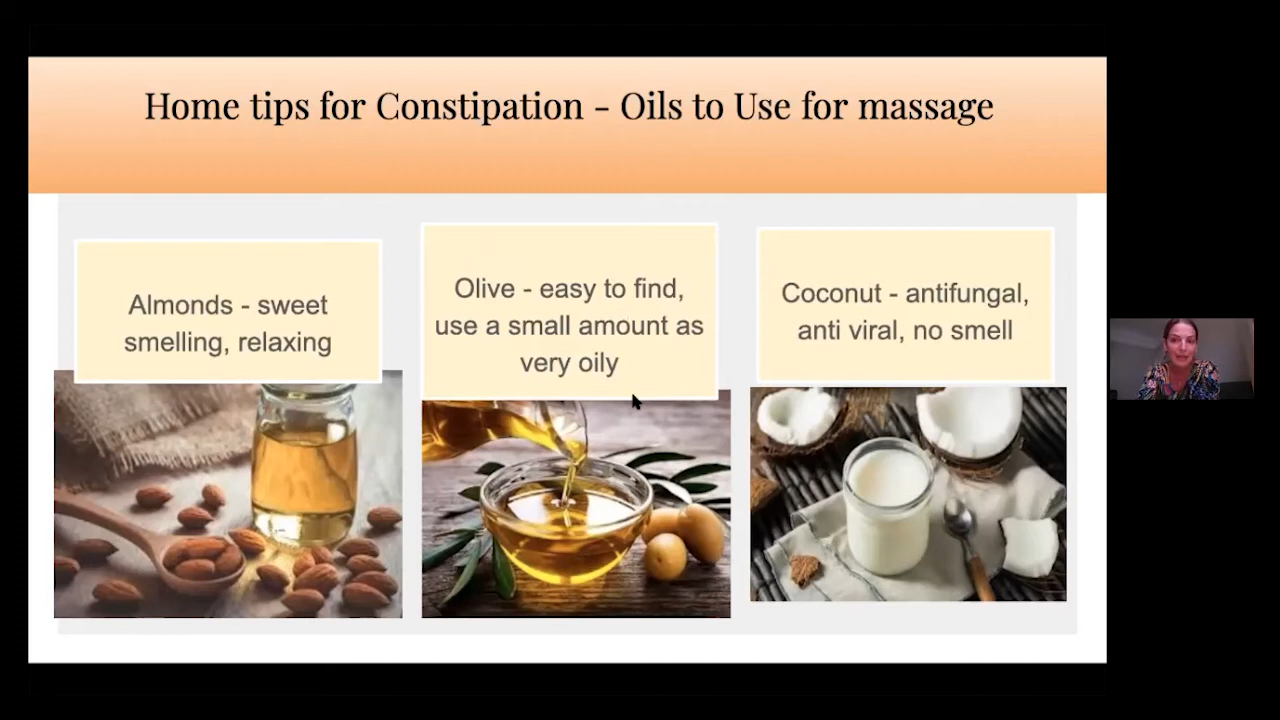 Home tips for Constipation - Oils to Use for massage
Almonds - sweet
smelling, relaxing
Olive - easy to find,
use a small amount as
very oily
Coconut - antifungal,
anti viral, no smell